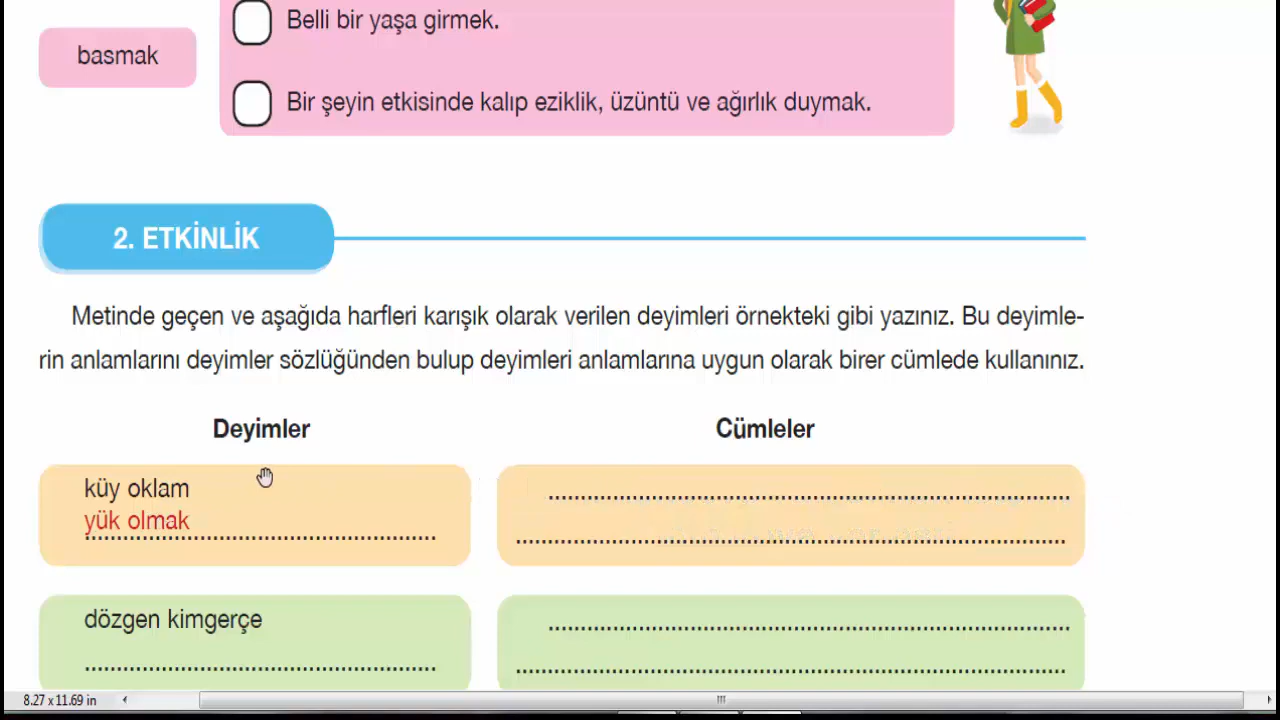 Belli bir yaşa girmek.
basmak
Bir şeyin etkisinde kalıp eziklik, üzüntü ve ağırlık duymak.
2. ETKİNLİK
Metinde geçen ve aşağıda harfleri karışık olarak verilen deyimleri örnekteki gibi yazınız. Bu deyimle-
rin anlamlarını deyimler sözlüğünden bulup deyimleri anlamlarına uygun olarak birer cümlede kullanınız.
Deyimler
Cümleler
küy oklam
yük olmak
dözgen kimgerçe
8.27 x 11.69 in